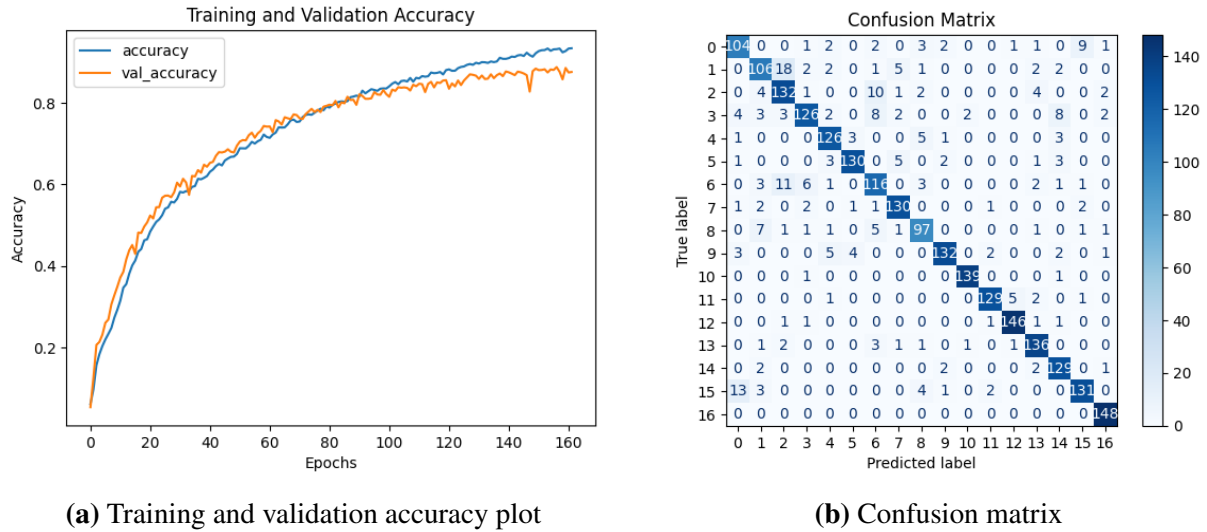 Training and Validation Accuracy
accuracy
val_accuracy
Accuracy
0.8
0.6
0.4
0.2
0 20 40 60 80 100 120 140 160
Epochs
(a) Training and validation accuracy plot
Confusion Matrix
True label
0 104 0 0 1 2 0 2 0 3 2 0 0 1 1 0 9 1
1 0 106 18 2 2 0 1 5 1 0 0 0 0 2 2 0 0
2 0 4 132 1 0 0 10 1 2 0 0 0 0 4 0 0 2
3 4 3 3 126 2 0 8 2 0 0 2 0 0 0 8 0 2
4 1 0 0 0 126 3 0 0 5 1 0 0 0 0 3 0 0
5 1 0 0 0 3 130 0 5 0 2 0 0 0 1 3 0 0
6 0 3 11 6 1 0 116 0 3 0 0 0 0 2 1 1 0
7 1 2 0 2 0 1 1 130 0 0 0 1 0 0 0 2 0
8 0 7 1 1 1 0 5 1 97 0 0 0 0 1 0 1 1
9 3 0 0 0 5 4 0 0 0 132 0 2 0 0 2 0 1
10 0 0 0 1 0 0 0 0 0 0 139 0 0 0 1 0 0
11 0 0 0 0 1 0 0 0 0 0 0 129 5 2 0 1 0
12 0 0 1 1 0 0 0 0 0 0 0 1 146 1 1 0 0
13 0 1 2 0 0 0 3 1 1 0 1 0 1 136 0 0 0
14 0 2 0 0 0 0 0 0 0 2 0 0 0 2 129 0 1
15 13 3 0 0 0 0 0 0 4 1 0 2 0 0 0 131 0
16 0 0 0 0 0 0 0 0 0 0 0 0 0 0 0 0 148
0 1 2 3 4 5 6 7 8 9 10 11 12 13 14 15 16
Predicted label
140
120
100
80
60
40
20
0
(b) Confusion matrix